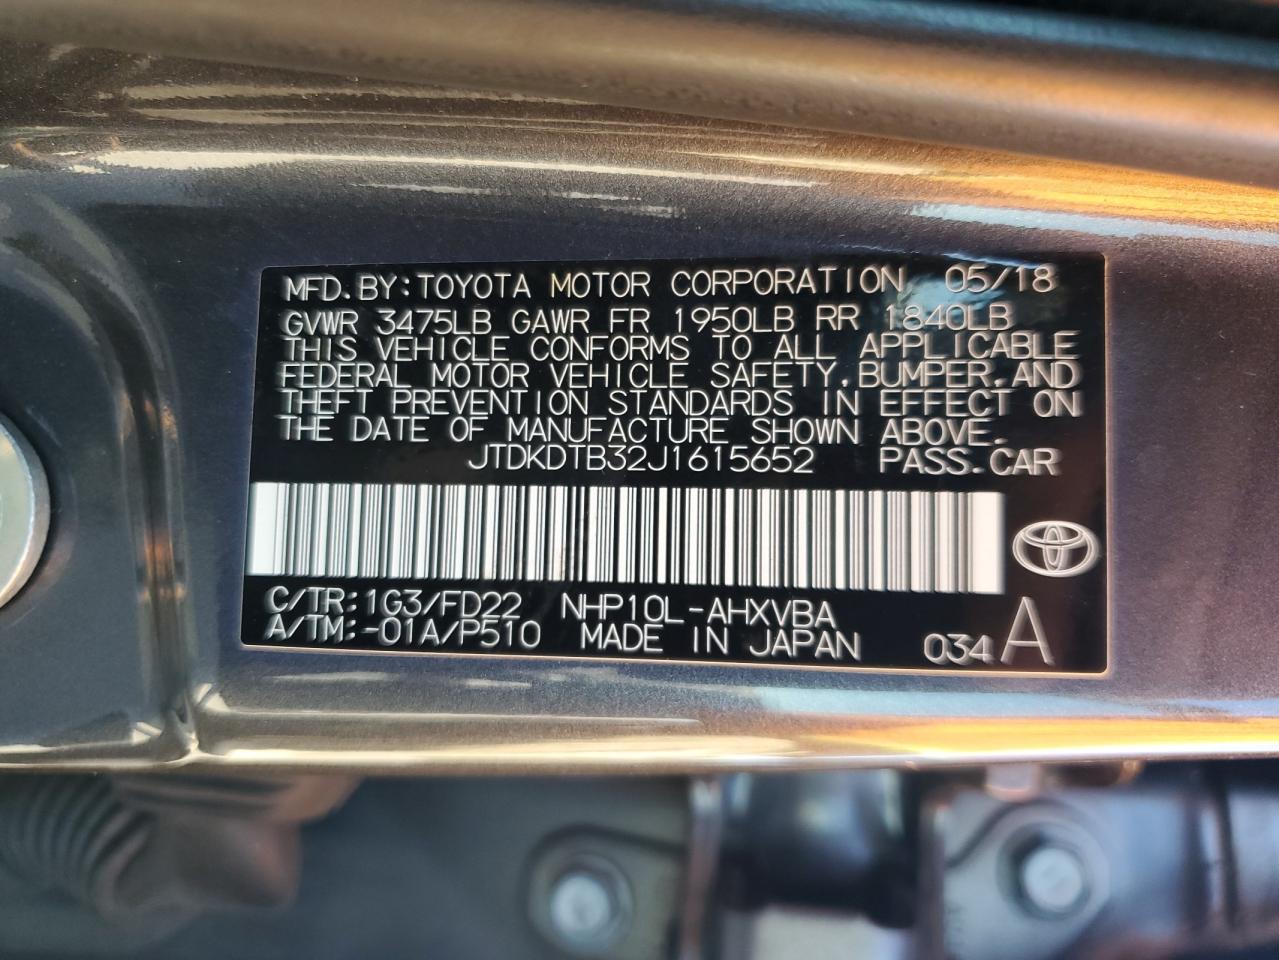 MFD.BY:TOYOTA MOTOR CORPORATION 05/18
GVWR 3475LB GAWR FR 1950LB RR 1840LB
THIS VEHICLE CONFORMS TO ALL APPLICABLE
FEDERAL MOTOR VEHICLE SAFETY,BUMPER,AND
THEFT PREVENTION STANDARDS IN EFFECT ON
THE DATE OF MANUFACTURE SHOWN ABOVE.
JTDKDTB32J1615652 PASS.CAR
C/TR:1G3/FD22 NHP10L-AHXVBA
A/TM:-01A/P510 MADE IN JAPAN 034 A